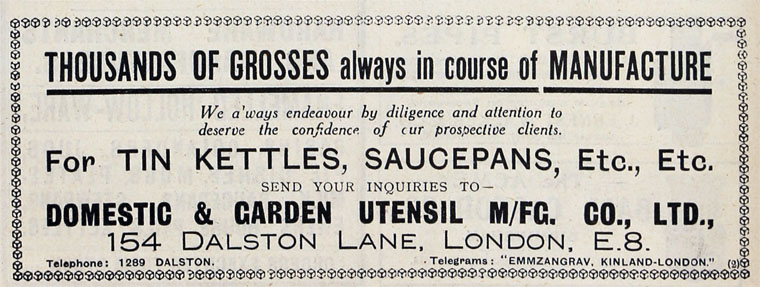 THOUSANDS OF GROSSES always in course of MANUFACTURE
We a'ways endeavour by diligence and attention to
deserve the confidence of cur prospective clients.
For TIN KETTLES, SAUCEPANS, Etc., Etc.
SEND YOUR INQUIRIES TO—
DOMESTIC & GARDEN UTENSIL M/FG. CO., LTD.,
154 DALSTON LANE, LONDON, E.8.
Telephone: 1289 DALSTON. Telegrams: "EMMZANGRAV, KINLAND-LONDON." (2)